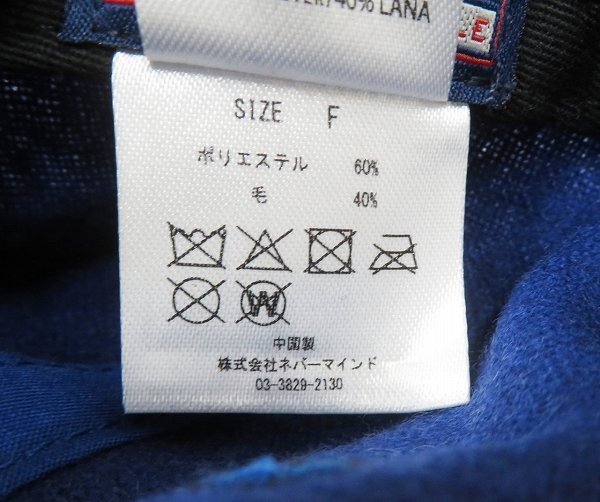 40% LANA
LE
SIZE F
ポリエステル 60%
毛 40%
W
中国製
株式会社ネバーマインド
03-3829-2130